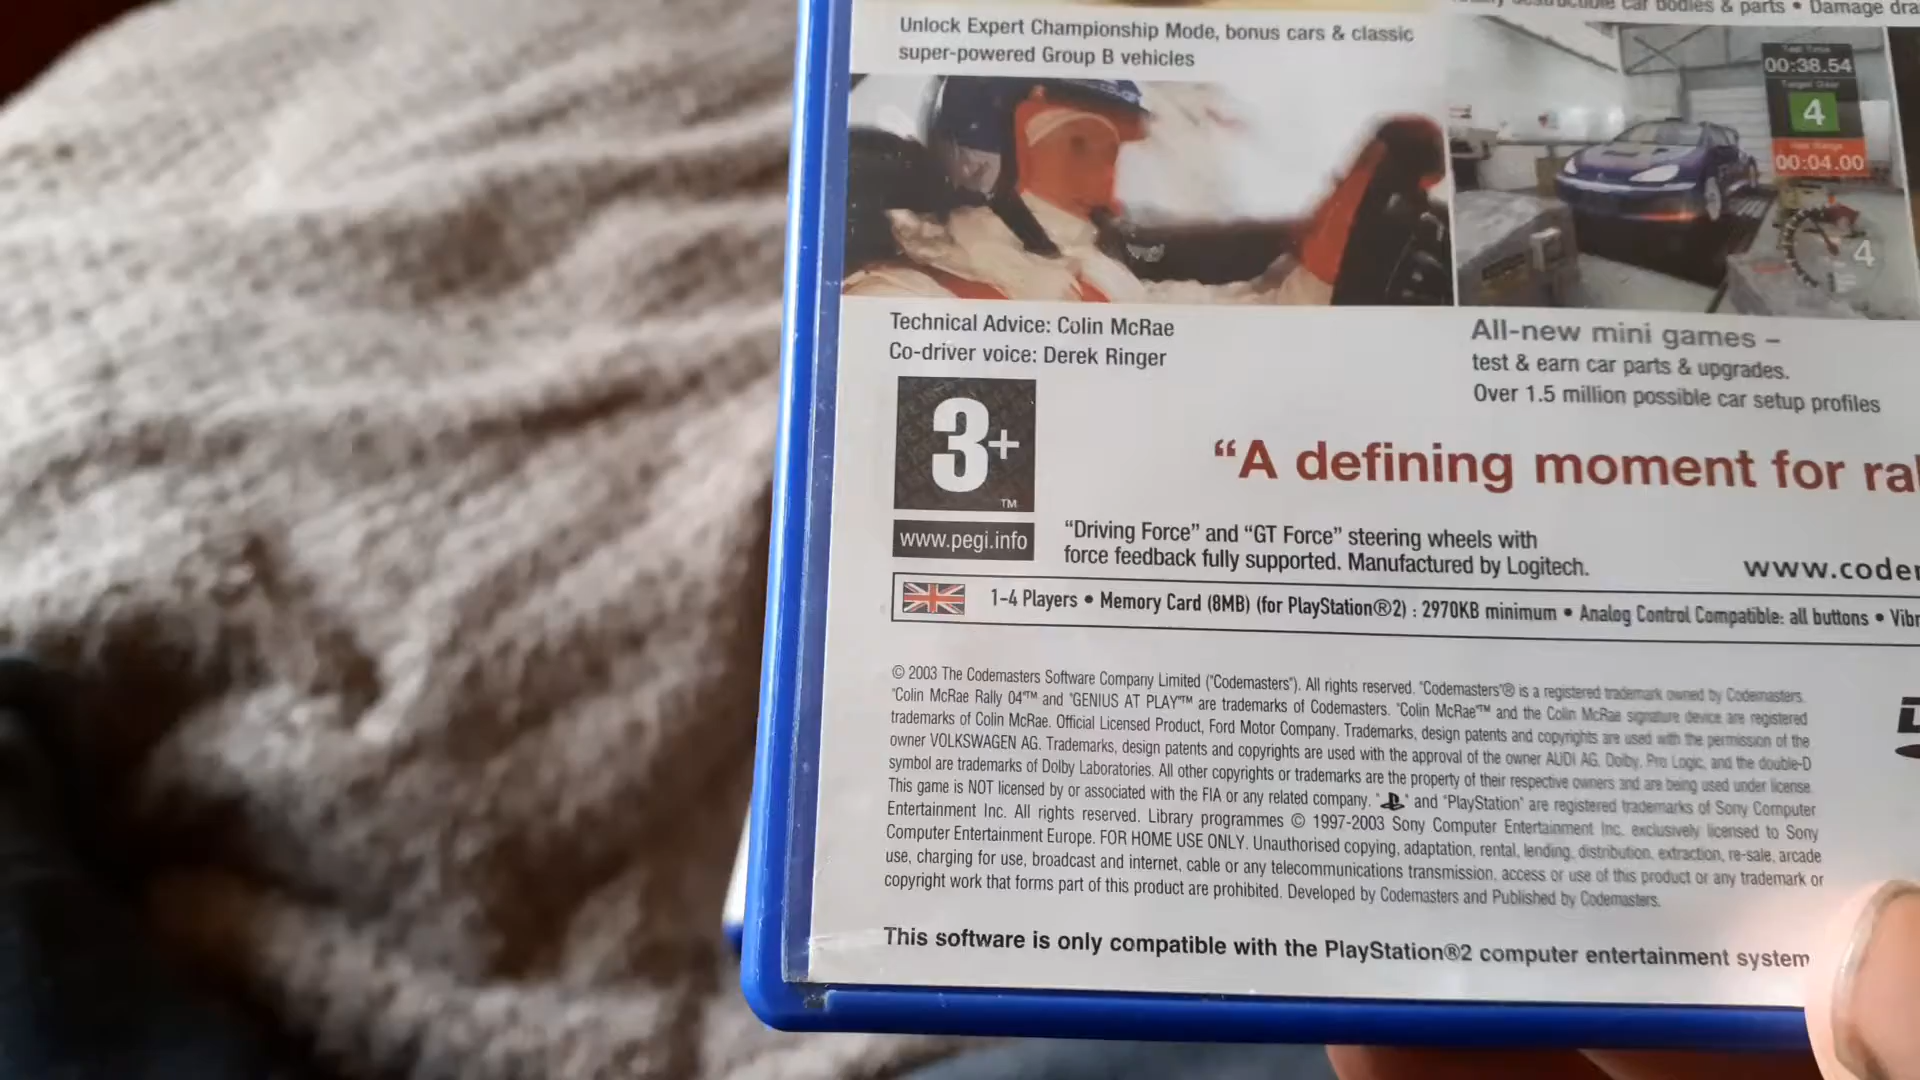 car bodies & parts • Damage dra
Unlock Expert Championship Mode, bonus cars & classic
super-powered Group B vehicles
00:38.54
4
00:04.00
4
Technical Advice: Colin McRae
Co-driver voice: Derek Ringer
All-new mini games –
test & earn car parts & upgrades.
Over 1.5 million possible car setup profiles
3+
TM
www.pegi.info
“A defining moment for ral
“Driving Force” and “GT Force” steering wheels with
force feedback fully supported. Manufactured by Logitech.
www.coder
1-4 Players • Memory Card (8MB) (for PlayStation®2) : 2970KB minimum • Analog Control Compatible: all buttons • Vibr
© 2003 The Codemasters Software Company Limited ("Codemasters"). All rights reserved. "Codemasters"® is a registered trademark owned by Codemasters.
"Colin McRae Rally 04"™ and "GENIUS AT PLAY"™ are trademarks of Codemasters. "Colin McRae"™ and the Colin McRae signature device are registered
trademarks of Colin McRae. Official Licensed Product, Ford Motor Company. Trademarks, design patents and copyrights are used with the permission of the
owner VOLKSWAGEN AG. Trademarks, design patents and copyrights are used with the approval of the owner AUDI AG. Dolby, Pro Logic, and the double-D
symbol are trademarks of Dolby Laboratories. All other copyrights or trademarks are the property of their respective owners and are being used under license.
This game is NOT licensed by or associated with the FIA or any related company. " " and "PlayStation" are registered trademarks of Sony Computer
Entertainment Inc. All rights reserved. Library programmes © 1997-2003 Sony Computer Entertainment Inc. exclusively licensed to Sony
Computer Entertainment Europe. FOR HOME USE ONLY. Unauthorised copying, adaptation, rental, lending, distribution, extraction, re-sale, arcade
use, charging for use, broadcast and internet, cable or any telecommunications transmission, access or use of this product or any trademark or
copyright work that forms part of this product are prohibited. Developed by Codemasters and Published by Codemasters.
This software is only compatible with the PlayStation®2 computer entertainment system